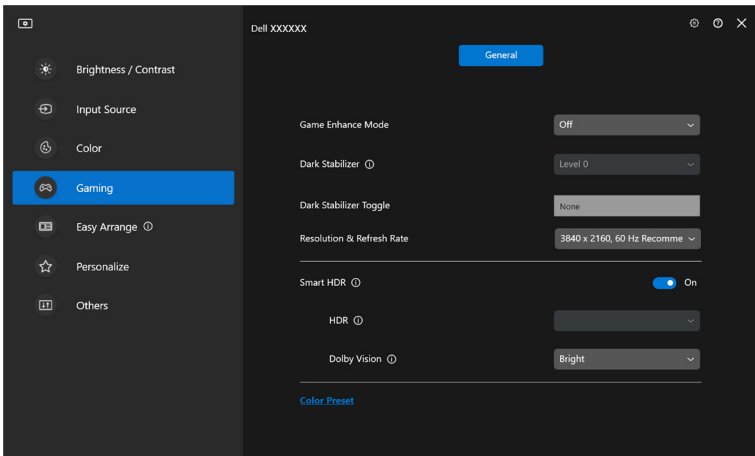 Dell XXXXXX
General
Brightness / Contrast
Input Source
Color
Gaming
Easy Arrange
Personalize
Others
Game Enhance Mode
Off
Dark Stabilizer
Level 0
Dark Stabilizer Toggle
None
Resolution & Refresh Rate
3840 x 2160, 60 Hz Recomme
Smart HDR
On
HDR
Dolby Vision
Bright
Color Preset